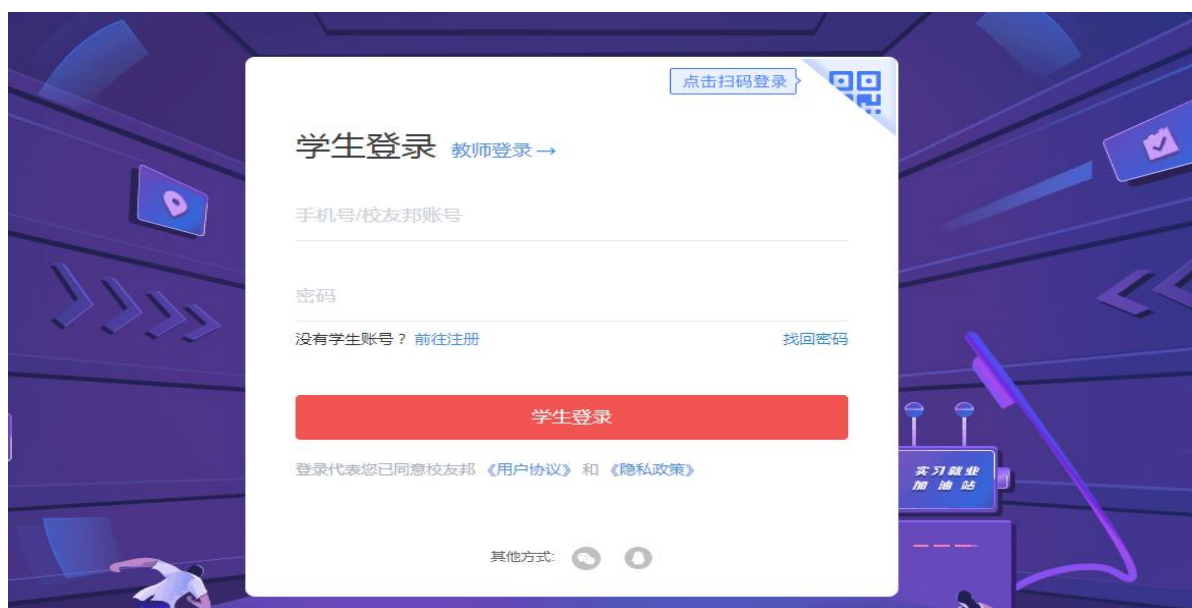 点击扫码登录
学生登录 教师登录→
手机号/校友邦账号
密码
没有学生账号？前往注册 找回密码
学生登录
登录代表您已同意校友邦 《用户协议》 和 《隐私政策》
实习就业
加油站
其他方式: